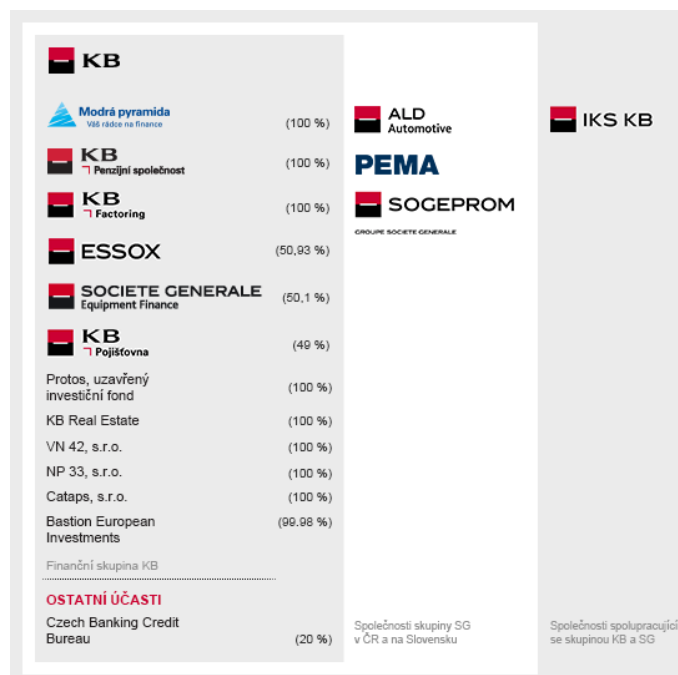 KB
Modrá pyramida
Váš rádce na finance
(100 %)
KB
Penzijní společnost
(100 %)
KB
Factoring
(100 %)
ESSOX
(50,93 %)
SOCIETE GENERALE
Equipment Finance
(50,1 %)
KB
Pojišťovna
(49 %)
Protos, uzavřený
investiční fond
(100 %)
KB Real Estate
(100 %)
VN 42, s.r.o.
(100 %)
NP 33, s.r.o.
(100 %)
Cataps, s.r.o.
(100 %)
Bastion European
Investments
(99.98 %)
Finanční skupina KB
OSTATNÍ ÚČASTI
Czech Banking Credit
Bureau
(20 %)
ALD
Automotive
PEMA
SOGEPROM
GROUPE SOCIETE GENERALE
Společnosti skupiny SG
v ČR a na Slovensku
IKS KB
Společnosti spolupracující
se skupinou KB a SG